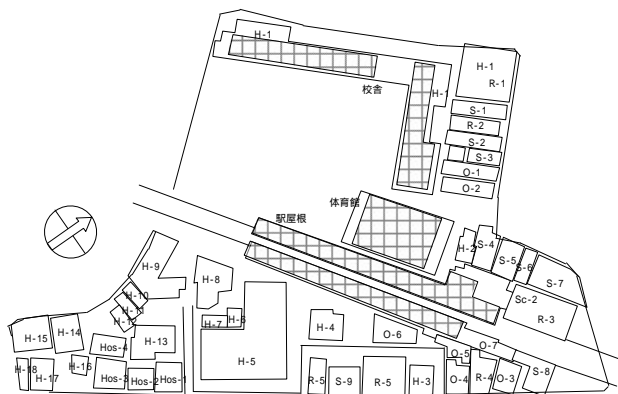 H-1
H-1
R-1
校舎
H-1
S-1
R-2
S-2
S-3
O-1
O-2
体育館
駅屋根
H-2
S-4
S-5
S-6
S-7
Sc-2
R-3
H-9
H-8
H-10
H-11
H-12
H-7
H-6
H-4
O-6
O-7
H-15
H-14
H-13
Hos-4
H-5
O-5
H-18
H-17
H-16
Hos-3
Hos-2
Hos-1
R-5
S-9
R-5
H-3
O-4
R-4
O-3
S-8